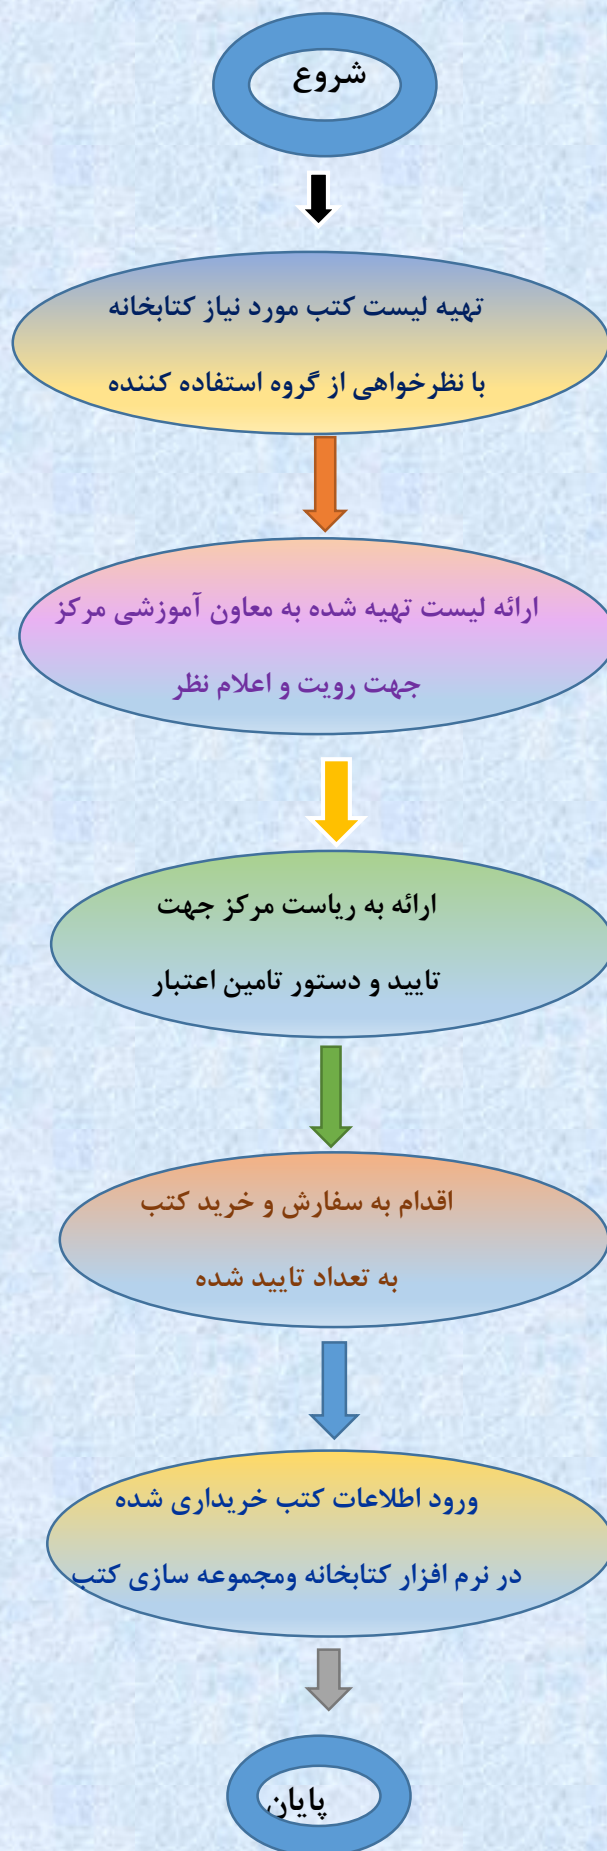 شروع
تهیه لیست کتب مورد نیاز کتابخانه
با نظرخواهی از گروه استفاده کننده
ارائه لیست تهیه شده به معاون آموزشی مرکز
جهت رویت و اعلام نظر
ارائه به ریاست مرکز جهت
تایید و دستور تامین اعتبار
اقدام به سفارش و خرید کتب
به تعداد تایید شده
ورود اطلاعات کتب خریداری شده
در نرم افزار کتابخانه ومجموعه سازی کتب
پایان